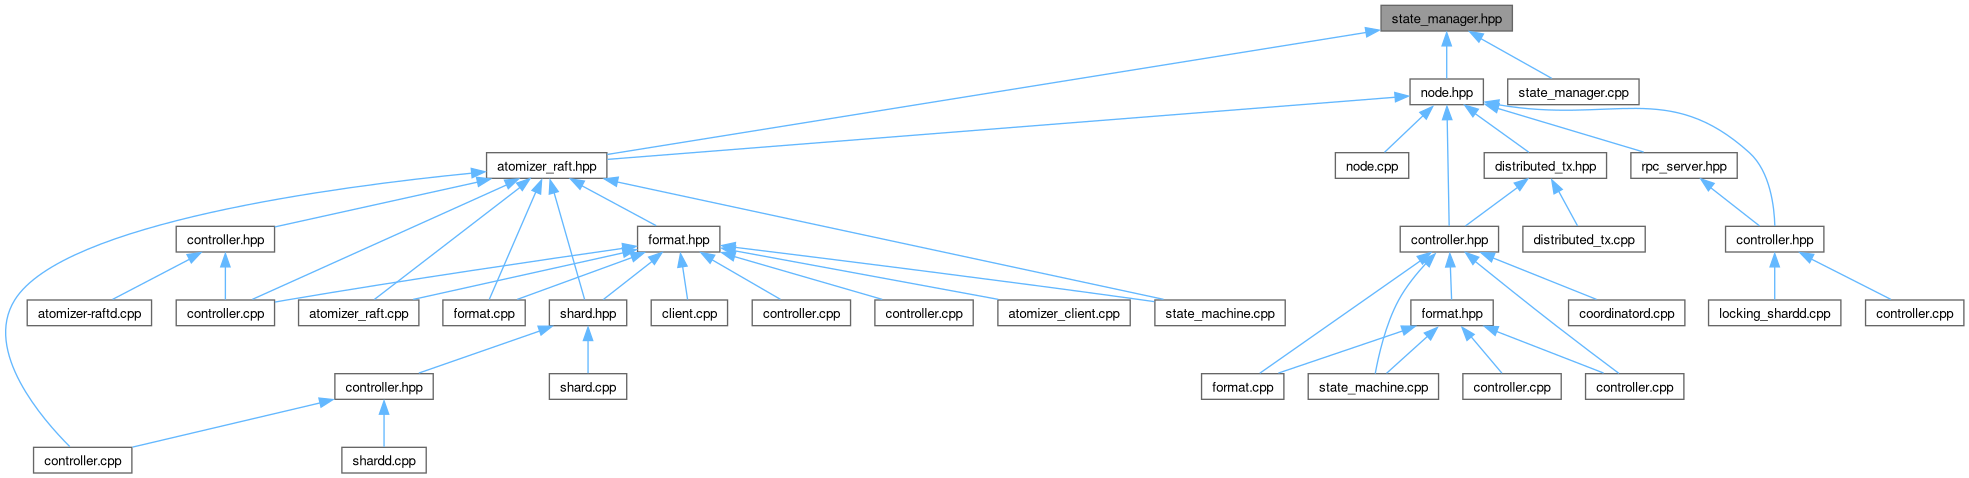 state_manager.hpp
node.hpp
state_manager.cpp
atomizer_raft.hpp
node.cpp
distributed_tx.hpp
rpc_server.hpp
controller.hpp
format.hpp
controller.hpp
distributed_tx.cpp
controller.hpp
atomizer-raftd.cpp
controller.cpp
atomizer_raft.cpp
format.cpp
shard.hpp
client.cpp
controller.cpp
controller.cpp
atomizer_client.cpp
state_machine.cpp
format.hpp
coordinatord.cpp
locking_shardd.cpp
controller.cpp
controller.hpp
shard.cpp
format.cpp
state_machine.cpp
controller.cpp
controller.cpp
controller.cpp
shardd.cpp